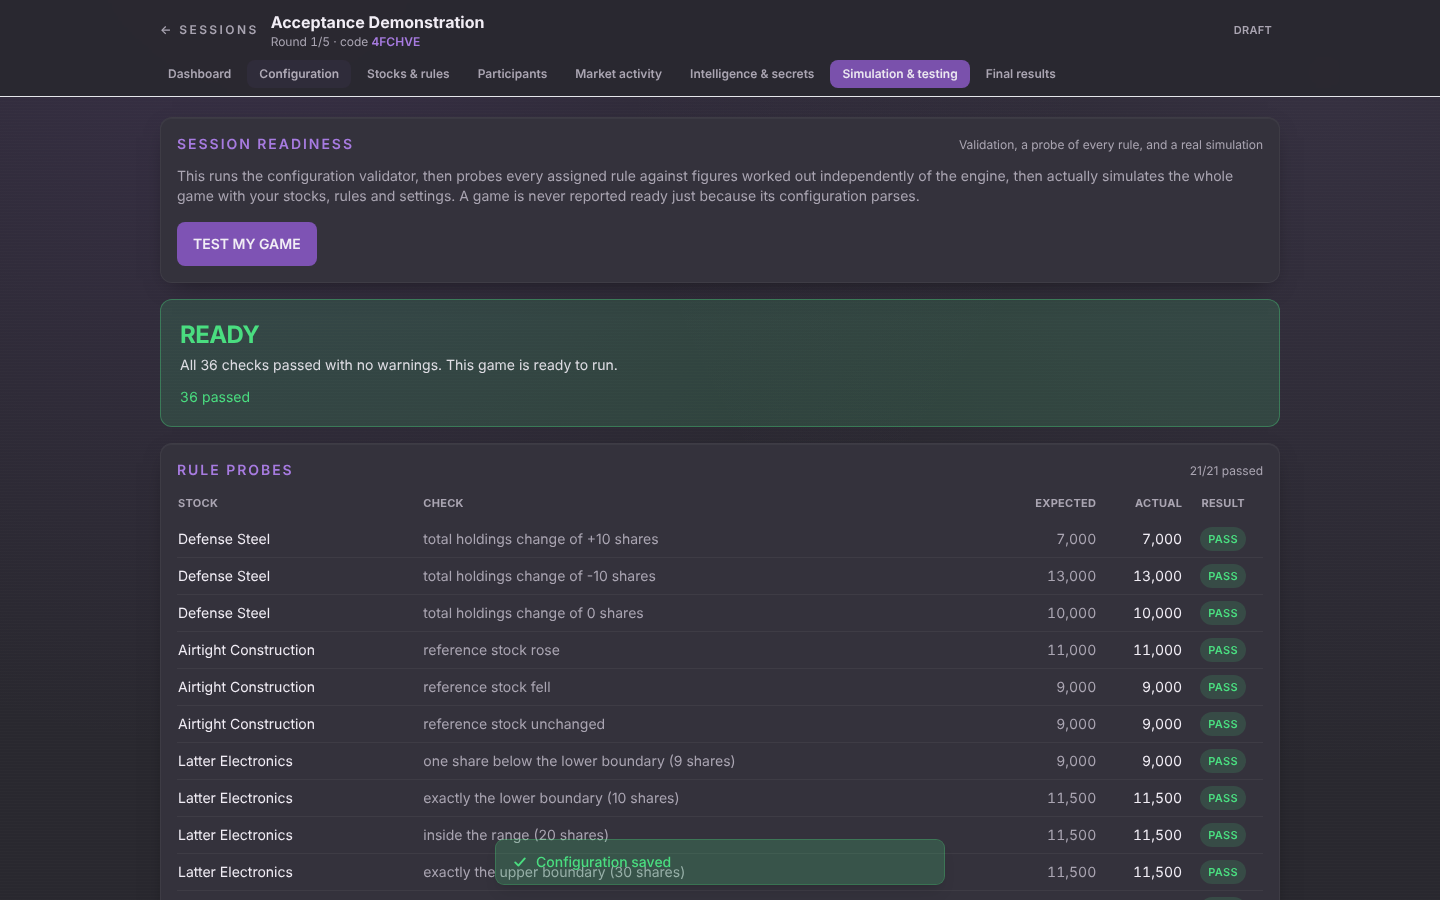 ← SESSIONS
Acceptance Demonstration
Round 1/5 · code 4FCHVE
DRAFT
Dashboard Configuration Stocks & rules Participants Market activity Intelligence & secrets Simulation & testing Final results
SESSION READINESS
Validation, a probe of every rule, and a real simulation
This runs the configuration validator, then probes every assigned rule against figures worked out independently of the engine, then actually simulates the whole
game with your stocks, rules and settings. A game is never reported ready just because its configuration parses.
TEST MY GAME
READY
All 36 checks passed with no warnings. This game is ready to run.
36 passed
RULE PROBES
21/21 passed
STOCK CHECK EXPECTED ACTUAL RESULT
Defense Steel total holdings change of +10 shares 7,000 7,000 PASS
Defense Steel total holdings change of -10 shares 13,000 13,000 PASS
Defense Steel total holdings change of 0 shares 10,000 10,000 PASS
Airtight Construction reference stock rose 11,000 11,000 PASS
Airtight Construction reference stock fell 9,000 9,000 PASS
Airtight Construction reference stock unchanged 9,000 9,000 PASS
Latter Electronics one share below the lower boundary (9 shares) 9,000 9,000 PASS
Latter Electronics exactly the lower boundary (10 shares) 11,500 11,500 PASS
Latter Electronics inside the range (20 shares) 11,500 11,500 PASS
✓ Configuration saved
Latter Electronics exactly the upper boundary (30 shares) 11,500 11,500 PASS